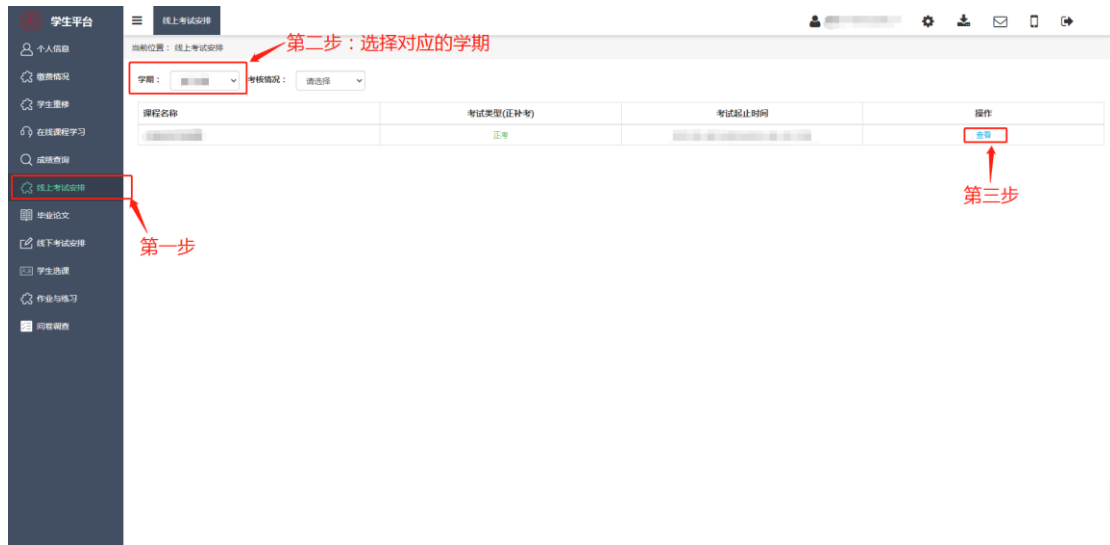 学生平台
线上考试安排
个人信息
当前位置： 线上考试安排
第二步：选择对应的学期
缴费情况
学期：
考核情况：
请选择
学生重修
课程名称
考试类型(正补考)
考试起止时间
操作
在线课程学习
正考
查看
成绩查询
线上考试安排
第三步
毕业论文
线下考试安排
第一步
学生选课
作业与练习
问卷调查